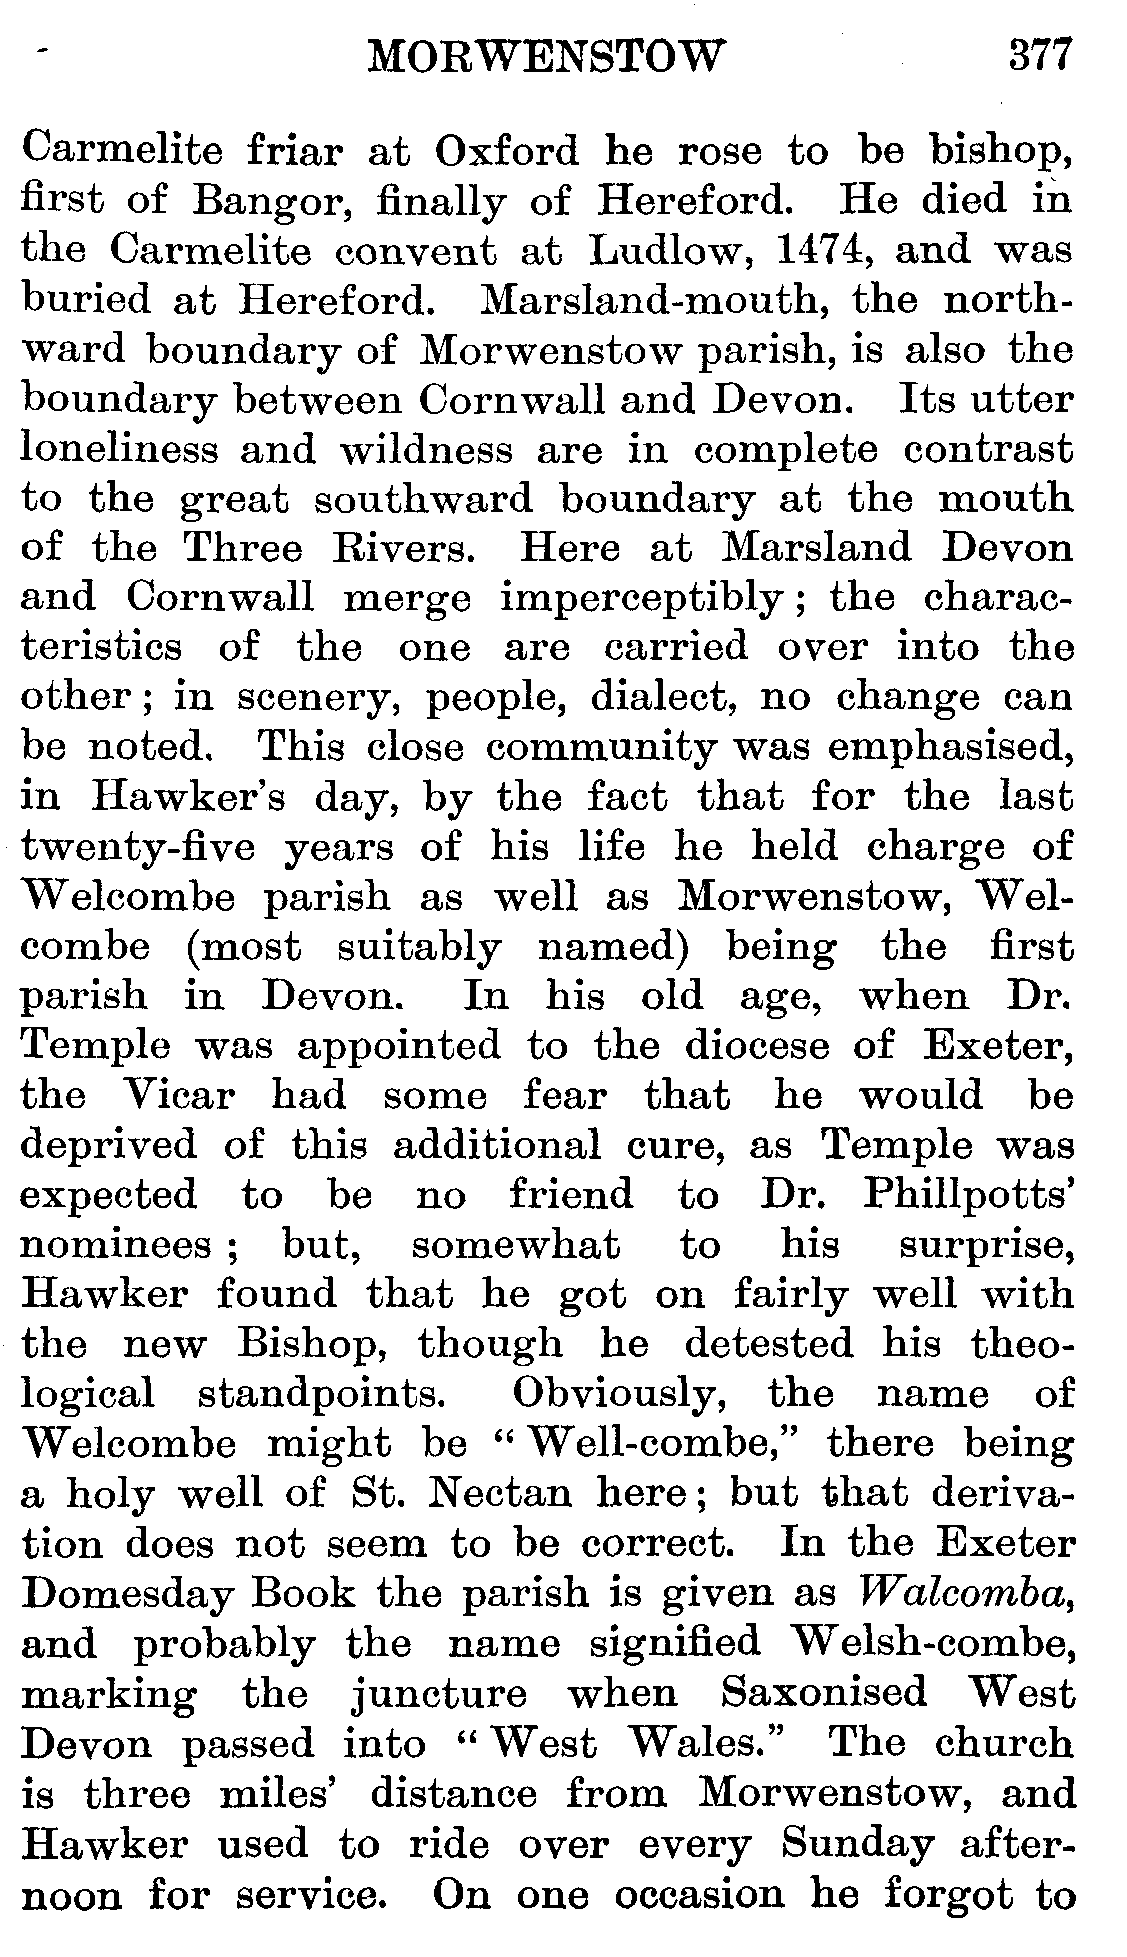 MORWENSTOW 377
Carmelite friar at Oxford he rose to be bishop,
first of Bangor, finally of Hereford. He died in
the Carmelite convent at Ludlow, 1474, and was
buried at Hereford. Marsland-mouth, the north-
ward boundary of Morwenstow parish, is also the
boundary between Cornwall and Devon. Its utter
loneliness and wildness are in complete contrast
to the great southward boundary at the mouth
of the Three Rivers. Here at Marsland Devon
and Cornwall merge imperceptibly; the charac-
teristics of the one are carried over into the
other; in scenery, people, dialect, no change can
be noted. This close community was emphasised,
in Hawker's day, by the fact that for the last
twenty-five years of his life he held charge of
Welcombe parish as well as Morwenstow, Wel-
combe (most suitably named) being the first
parish in Devon. In his old age, when Dr.
Temple was appointed to the diocese of Exeter,
the Vicar had some fear that he would be
deprived of this additional cure, as Temple was
expected to be no friend to Dr. Phillpotts'
nominees; but, somewhat to his surprise,
Hawker found that he got on fairly well with
the new Bishop, though he detested his theo-
logical standpoints. Obviously, the name of
Welcombe might be "Well-combe," there being
a holy well of St. Nectan here; but that deriva-
tion does not seem to be correct. In the Exeter
Domesday Book the parish is given as Walcomba,
and probably the name signified Welsh-combe,
marking the juncture when Saxonised West
Devon passed into "West Wales." The church
is three miles' distance from Morwenstow, and
Hawker used to ride over every Sunday after-
noon for service. On one occasion he forgot to